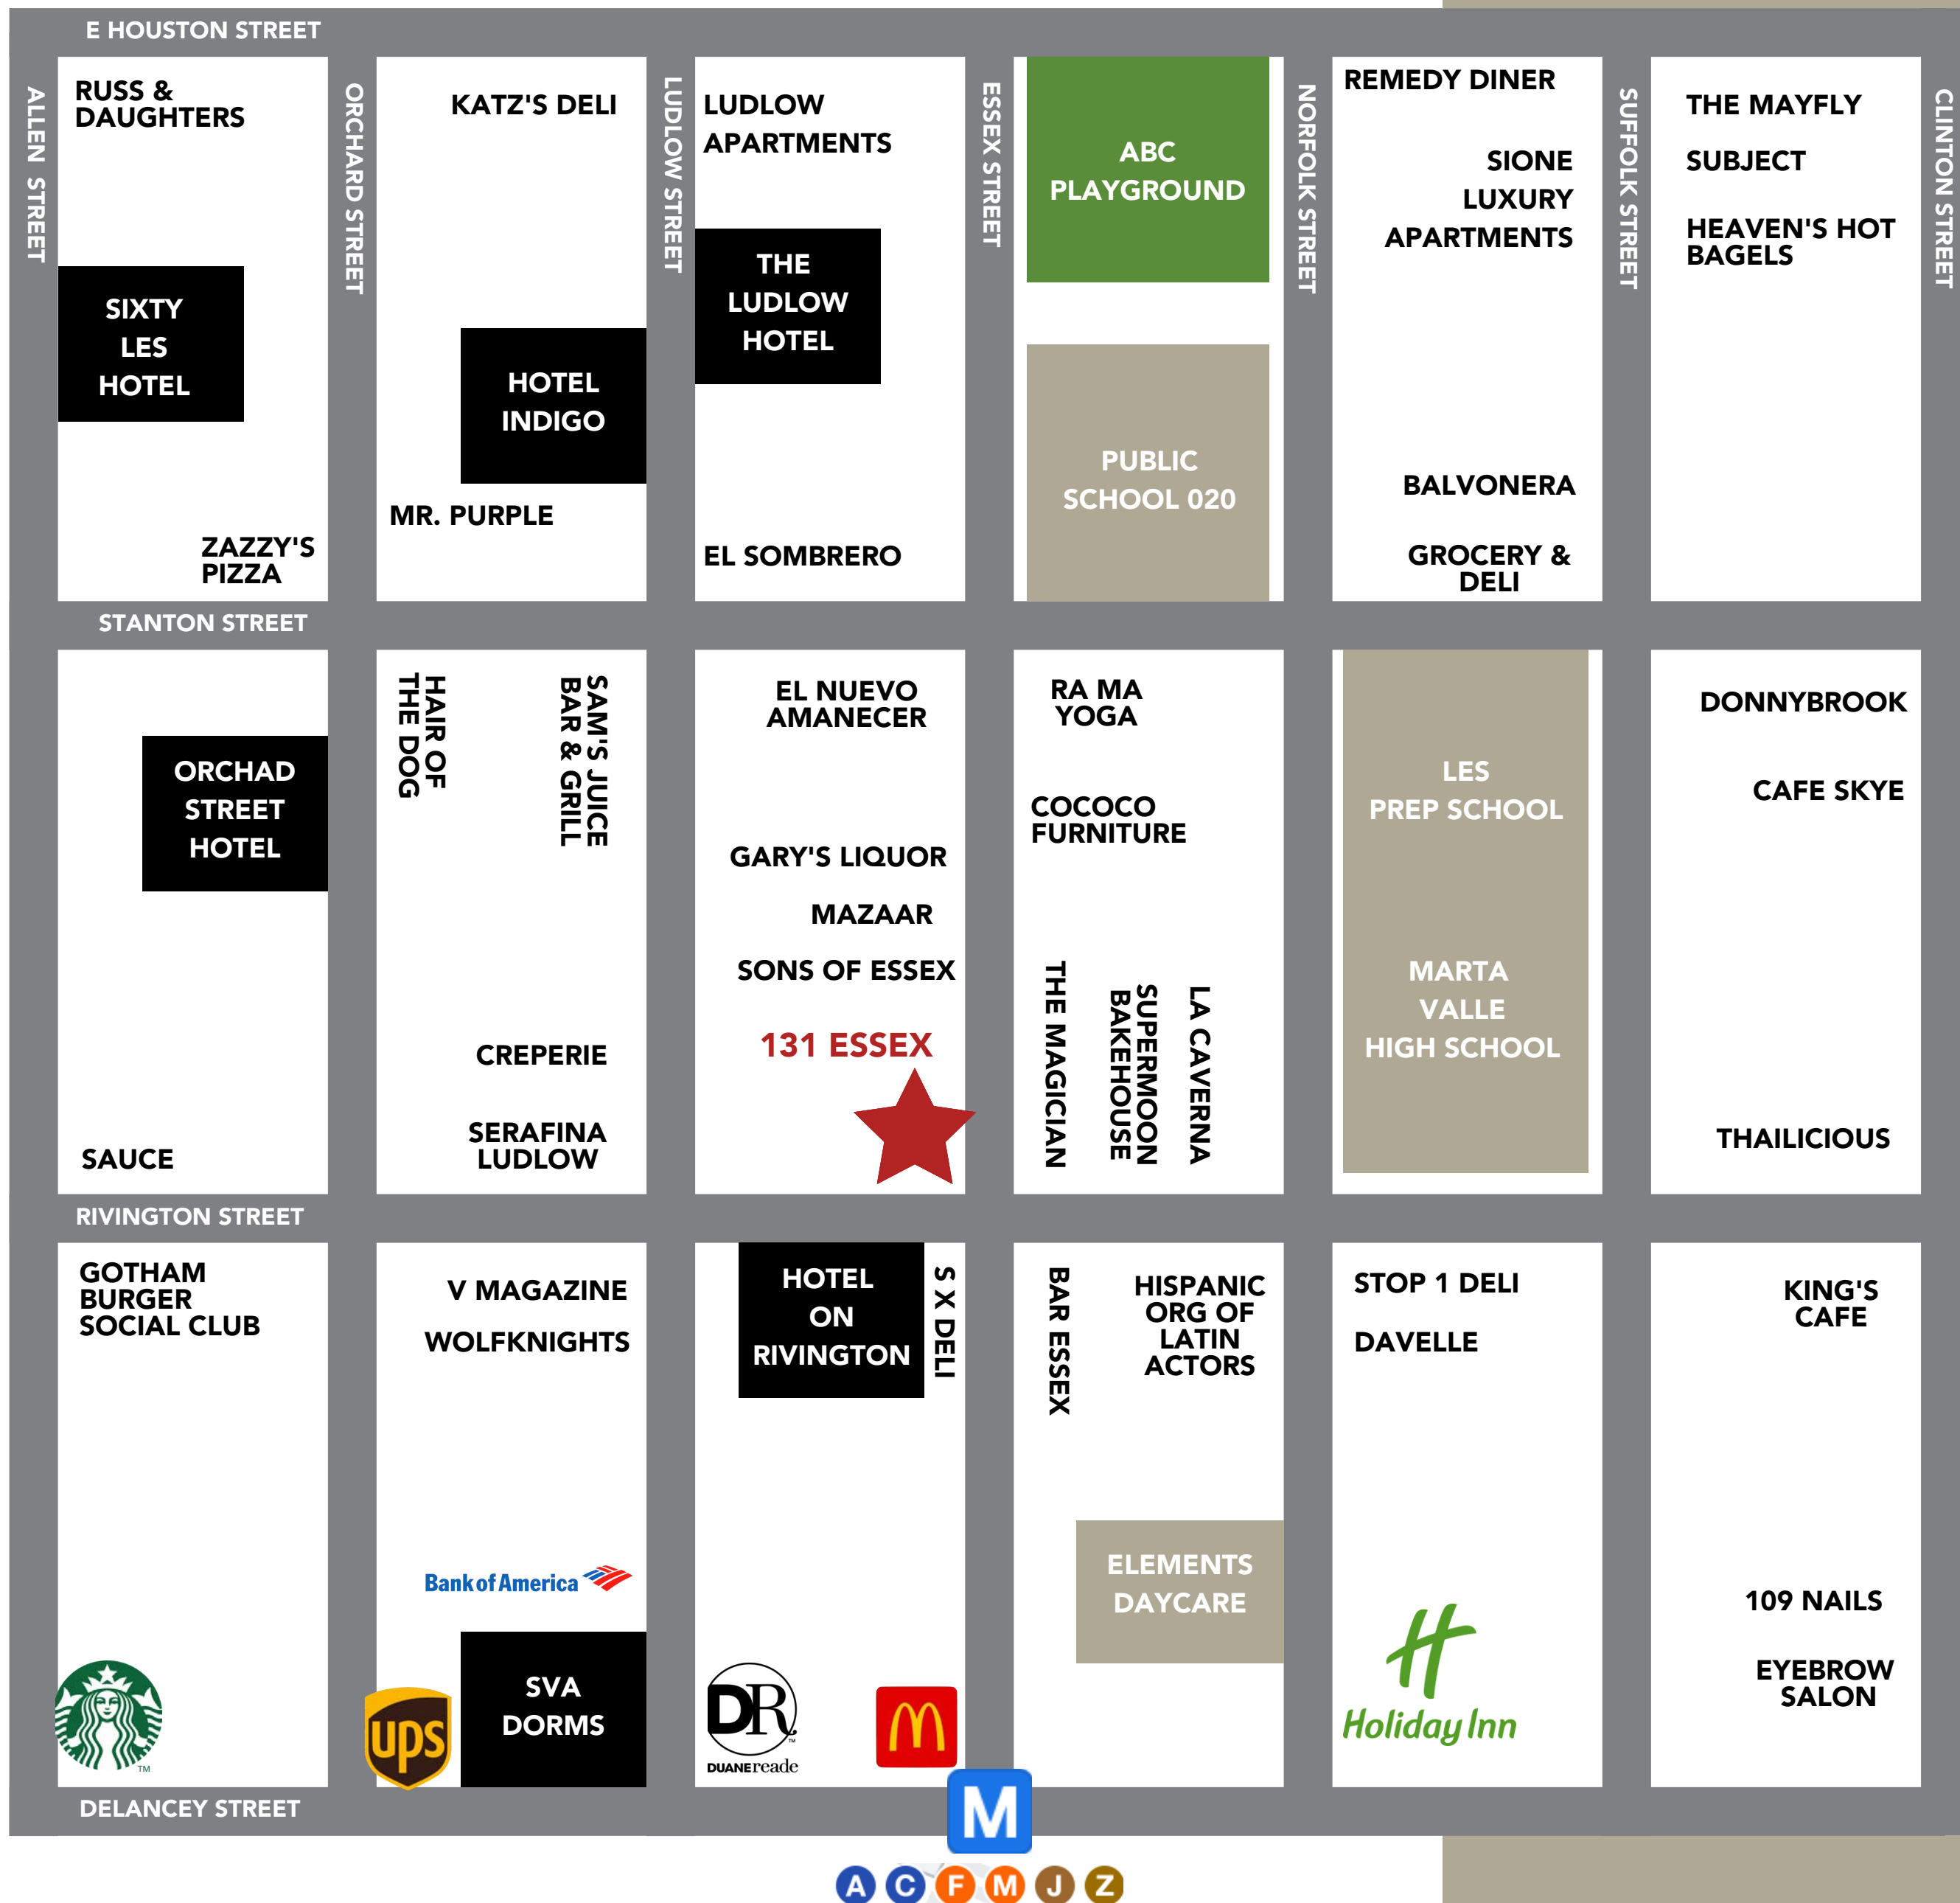 E HOUSTON STREET
ALLEN STREET
ORCHARD STREET
LUDLOW STREET
ESSEX STREET
NORFOLK STREET
SUFFOLK STREET
CLINTON STREET
RUSS &
DAUGHTERS
SIXTY
LES
HOTEL
ZAZZY'S
PIZZA
KATZ'S DELI
HOTEL
INDIGO
MR. PURPLE
LUDLOW
APARTMENTS
THE
LUDLOW
HOTEL
EL SOMBRERO
ABC
PLAYGROUND
PUBLIC
SCHOOL 020
REMEDY DINER
SIONE
LUXURY
APARTMENTS
BALVONERA
GROCERY &
DELI
THE MAYFLY
SUBJECT
HEAVEN'S HOT
BAGELS
STANTON STREET
ORCHAD
STREET
HOTEL
SAUCE
HAIR OF
THE DOG
SAM'S JUICE
BAR & GRILL
CREPERIE
SERAFINA
LUDLOW
EL NUEVO
AMANECER
GARY'S LIQUOR
MAZAAR
SONS OF ESSEX
131 ESSEX
RA MA
YOGA
COCOCO
FURNITURE
THE MAGICIAN
SUPERMOON
BAKEHOUSE
LA CAVERNA
LES
PREP SCHOOL
MARTA
VALLE
HIGH SCHOOL
DONNYBROOK
CAFE SKYE
THAILICIOUS
RIVINGTON STREET
GOTHAM
BURGER
SOCIAL CLUB
TM
V MAGAZINE
WOLFKNIGHTS
Bank of America
ups
SVA
DORMS
HOTEL
ON
RIVINGTON
S X DELI
DR
TM
DUANEreade
M
BAR ESSEX
HISPANIC
ORG OF
LATIN
ACTORS
ELEMENTS
DAYCARE
STOP 1 DELI
DAVELLE
H
Holiday Inn
KING'S
CAFE
109 NAILS
EYEBROW
SALON
DELANCEY STREET
M
A C F M J Z